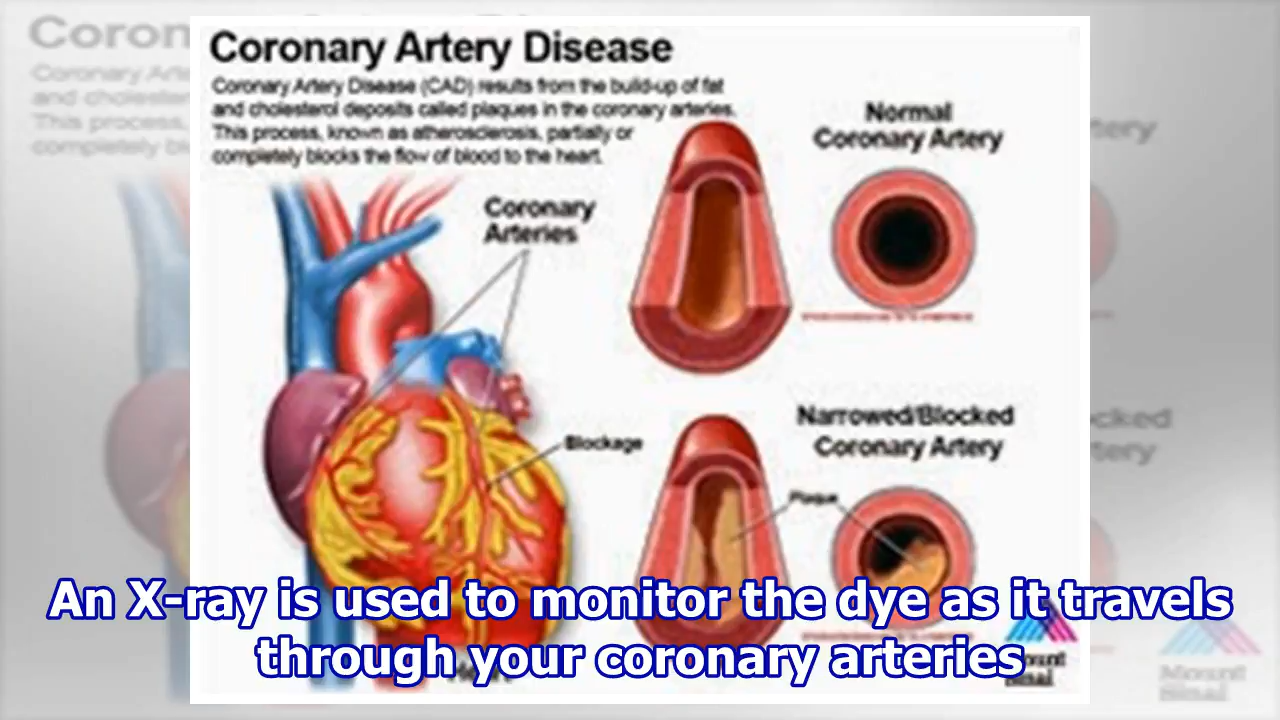 Coronary Artery Disease
Coronary Artery Disease (CAD) results from the build-up of fat
and cholesterol deposits called plaques in the coronary arteries.
This process, known as atherosclerosis, partially or
completely blocks the flow of blood to the heart.
Normal
Coronary Artery
Coronary
Arteries
Blockage
Narrowed/Blocked
Coronary Artery
Plaque
An X-ray is used to monitor the dye as it travels
through your coronary arteries
Mount
Sinai